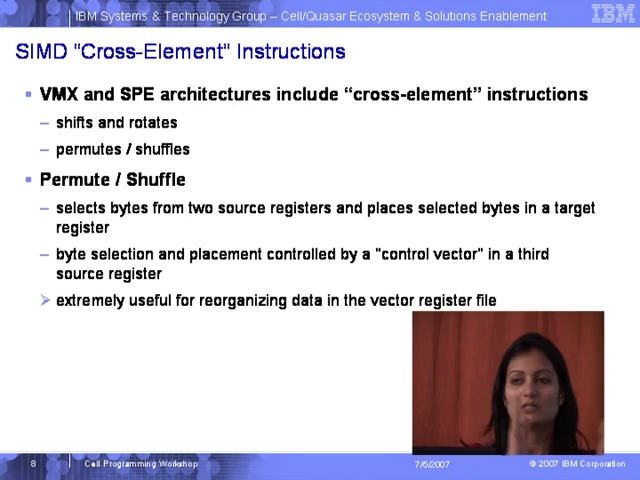 IBM Systems & Technology Group – Cell/Quasar Ecosystem & Solutions Enablement
IBM
SIMD "Cross-Element" Instructions
VMX and SPE architectures include “cross-element” instructions
– shifts and rotates
– permutes / shuffles
Permute / Shuffle
– selects bytes from two source registers and places selected bytes in a target
register
– byte selection and placement controlled by a "control vector" in a third
source register
extremely useful for reorganizing data in the vector register file
8 Cell Programming Workshop 7/5/2007 © 2007 IBM Corporation